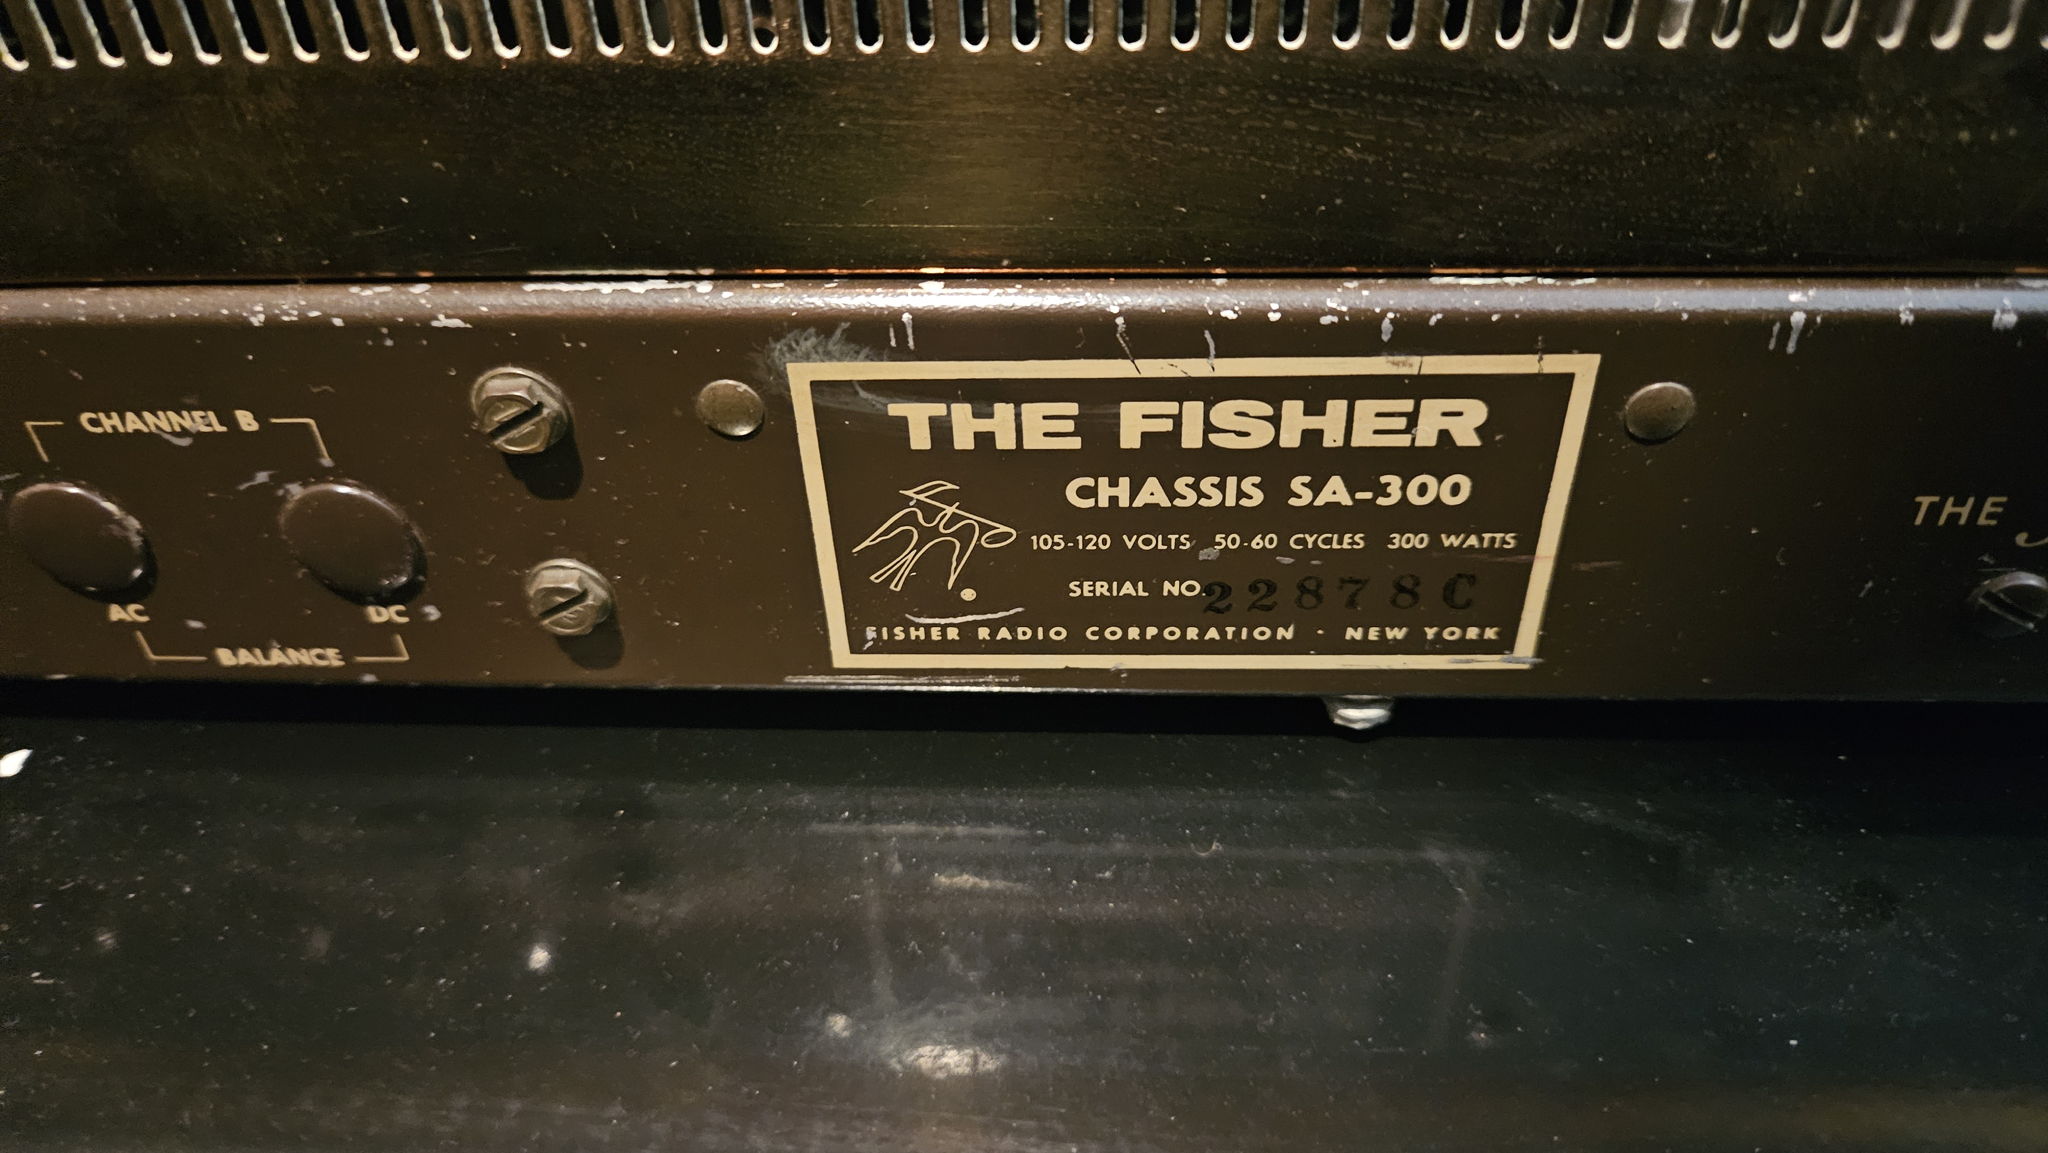 CHANNEL B
AC DC
BALANCE
THE FISHER
CHASSIS SA-300
105-120 VOLTS 50-60 CYCLES 300 WATTS
SERIAL NO. 22878C
FISHER RADIO CORPORATION · NEW YORK
THE